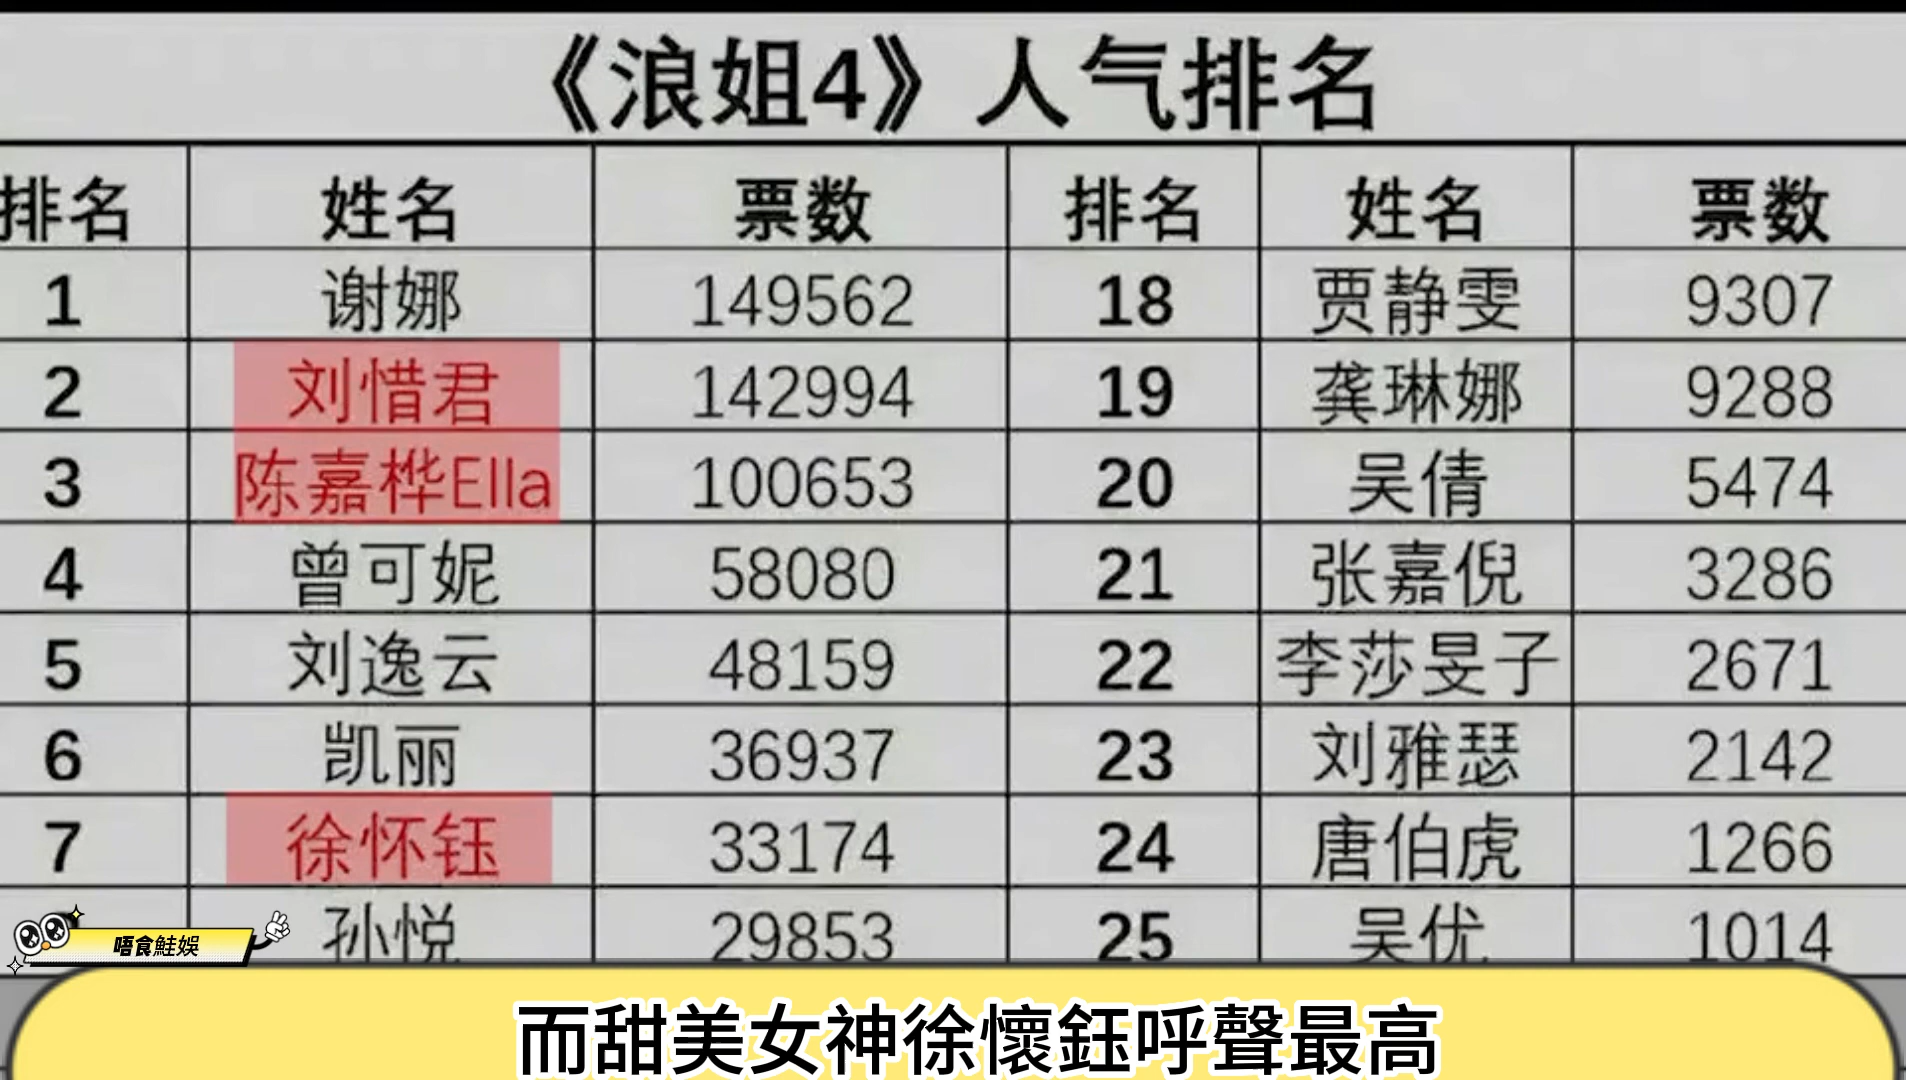 《浪姐4》人气排名
排名 姓名 票数 排名 姓名 票数
1 谢娜 149562 18 贾静雯 9307
2 刘惜君 142994 19 龚琳娜 9288
3 陈嘉桦Ella 100653 20 吴倩 5474
4 曾可妮 58080 21 张嘉倪 3286
5 刘逸云 48159 22 李莎旻子 2671
6 凯丽 36937 23 刘雅瑟 2142
7 徐怀钰 33174 24 唐伯虎 1266
孙悦 29853 25 吴优 1014
唔食鮭娛
而甜美女神徐懷鈺呼聲最高